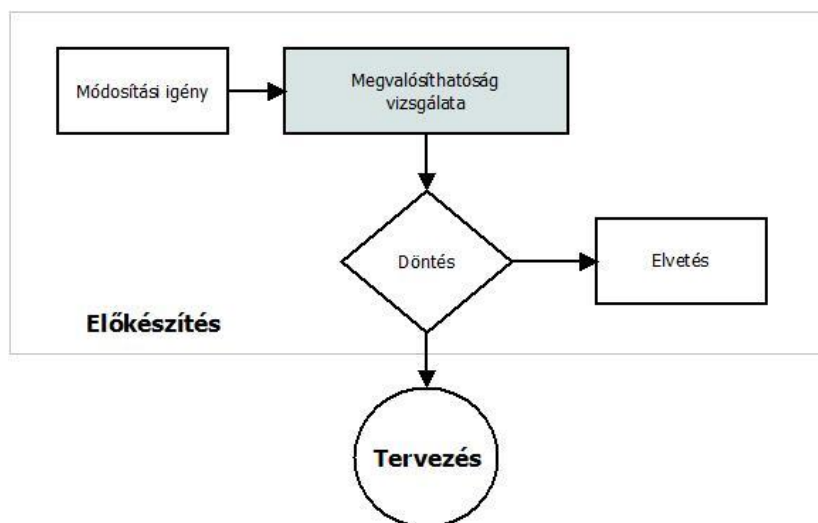 Módosítási igény
Megvalósíthatóság
vizsgálata
Döntés
Elvetés
Előkészítés
Tervezés